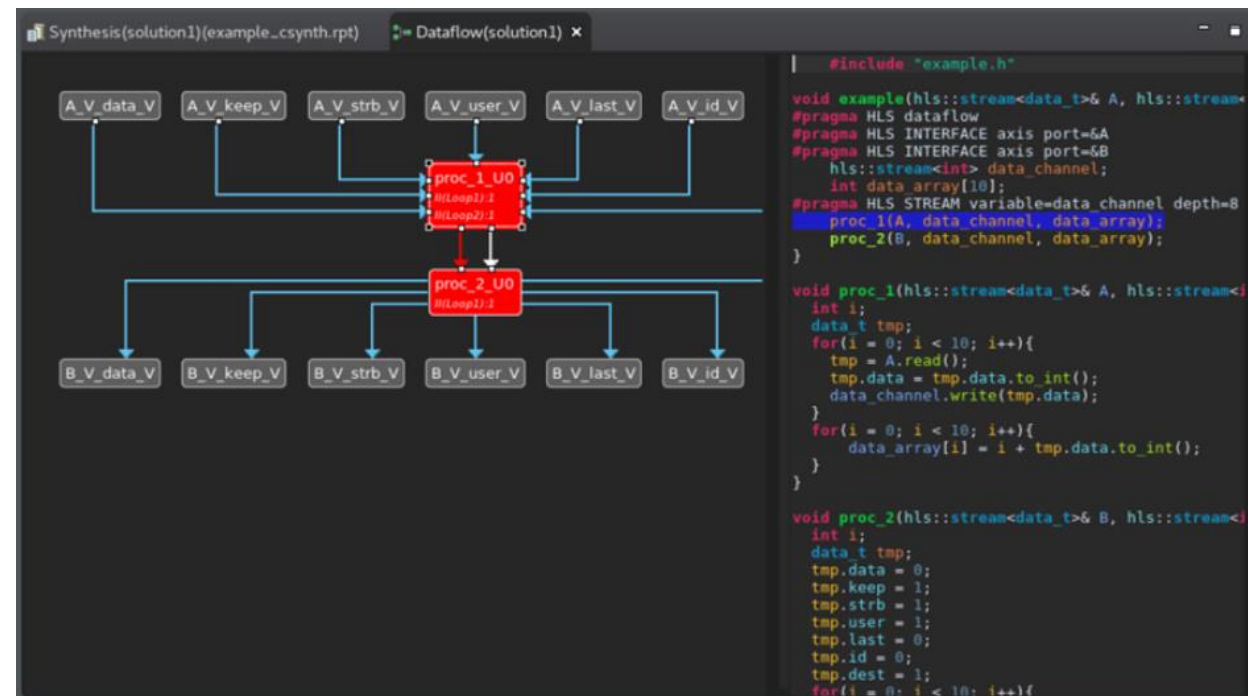 Synthesis(solution1)(example_csynth.rpt)
Dataflow(solution1) ×
A_V_data_V
A_V_keep_V
A_V_strb_V
A_V_user_V
A_V_last_V
A_V_id_V
proc_1_U0
II(Loop1):1
II(Loop2):1
proc_2_U0
II(Loop1):1
B_V_data_V
B_V_keep_V
B_V_strb_V
B_V_user_V
B_V_last_V
B_V_id_V
#include "example.h"
void example(hls::stream<data_t>& A, hls::stream<
#pragma HLS dataflow
#pragma HLS INTERFACE axis port=&A
#pragma HLS INTERFACE axis port=&B
hls::stream<int> data_channel;
int data_array[10];
#pragma HLS STREAM variable=data_channel depth=8
proc_1(A, data_channel, data_array);
proc_2(B, data_channel, data_array);
}
void proc_1(hls::stream<data_t>& A, hls::stream<i
int i;
data_t tmp;
for(i = 0; i < 10; i++){
tmp = A.read();
tmp.data = tmp.data.to_int();
data_channel.write(tmp.data);
}
for(i = 0; i < 10; i++){
data_array[i] = i + tmp.data.to_int();
}
}
void proc_2(hls::stream<data_t>& B, hls::stream<i
int i;
data_t tmp;
tmp.data = 0;
tmp.keep = 1;
tmp.strb = 1;
tmp.user = 1;
tmp.last = 0;
tmp.id = 0;
tmp.dest = 1;
for(i = 0; i < 10; i++){